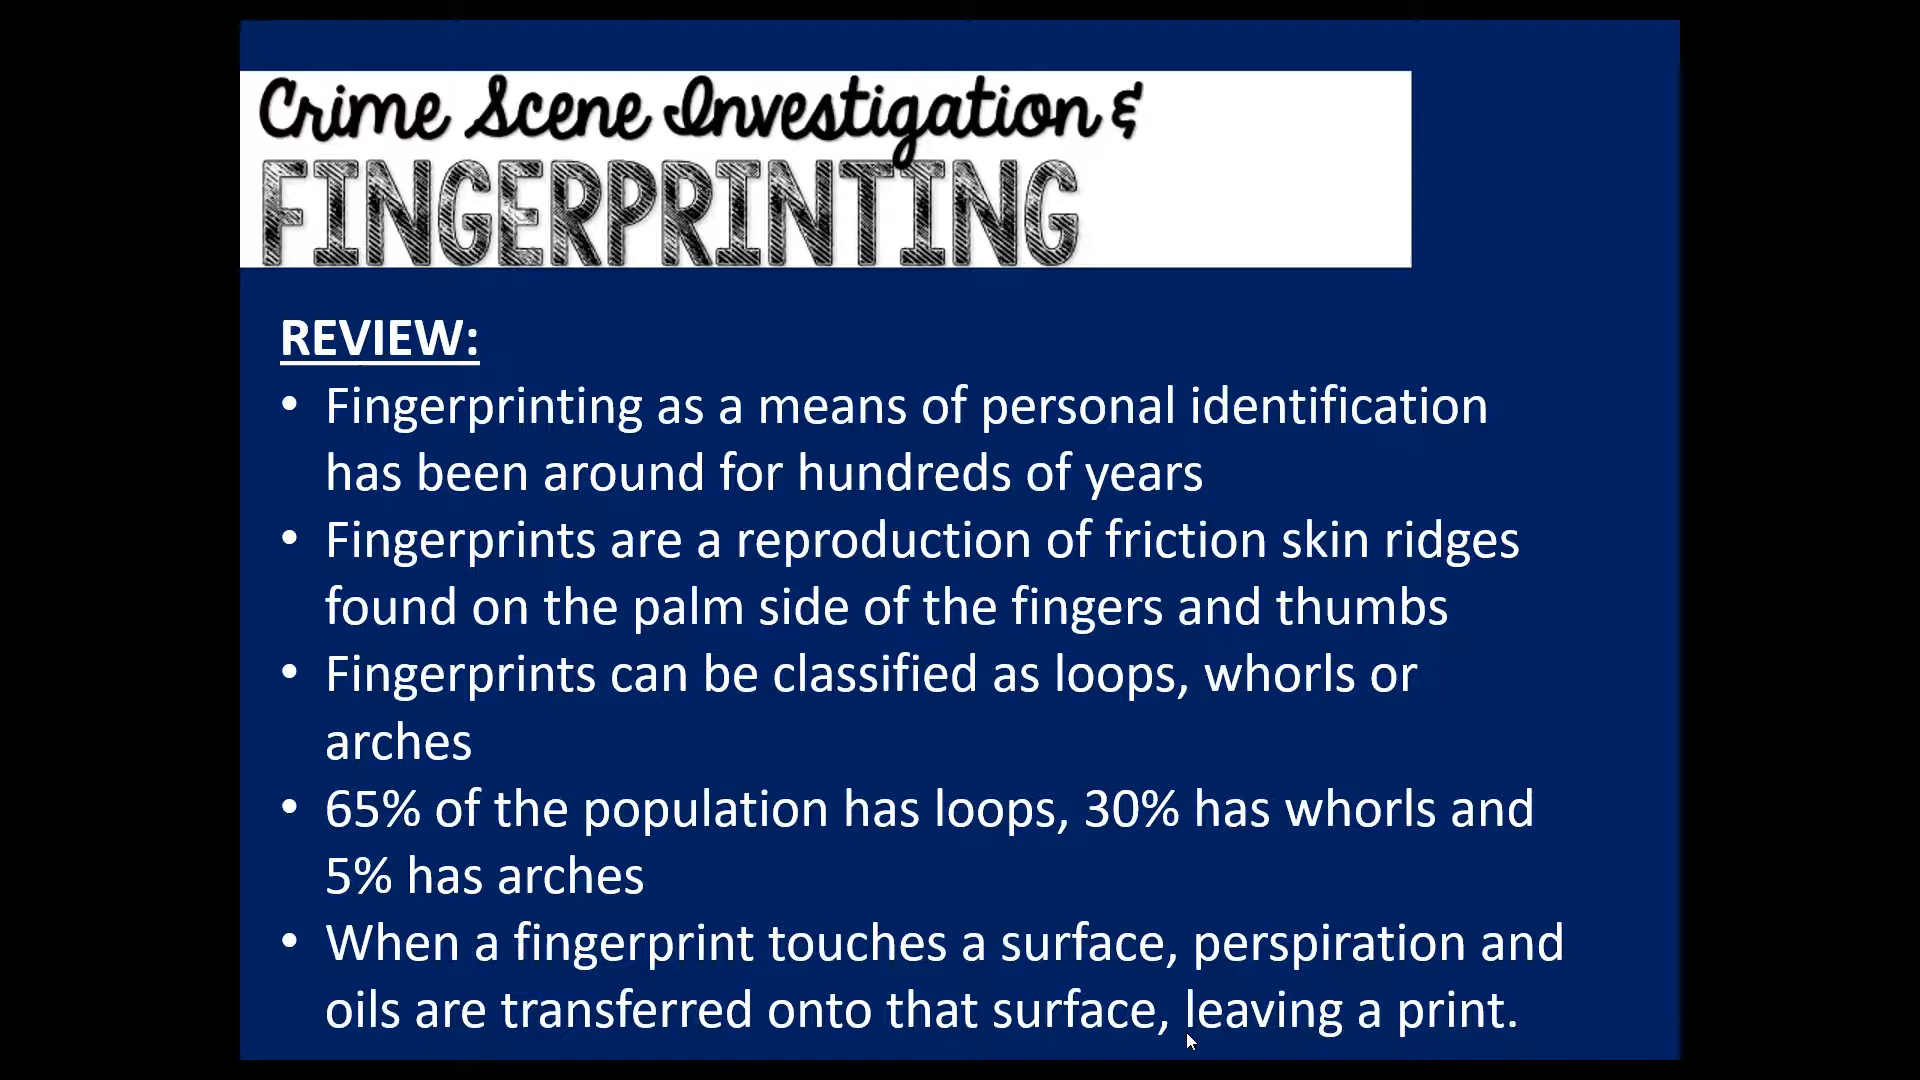 Crime Scene Investigation &
FINGERPRINTING
REVIEW:
• Fingerprinting as a means of personal identification
has been around for hundreds of years
• Fingerprints are a reproduction of friction skin ridges
found on the palm side of the fingers and thumbs
• Fingerprints can be classified as loops, whorls or
arches
• 65% of the population has loops, 30% has whorls and
5% has arches
• When a fingerprint touches a surface, perspiration and
oils are transferred onto that surface, leaving a print.